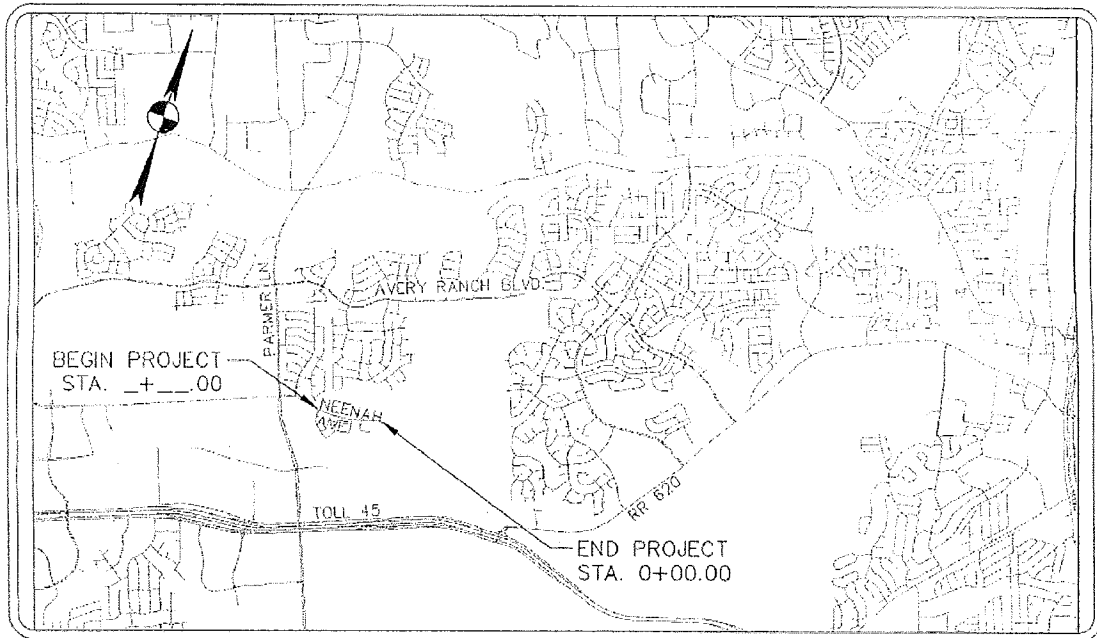 AVERY RANCH BLVD.
PARMER LN
BEGIN PROJECT
STA. _+__.00
NEENAH
AVE
TOLL 45
RR 620
END PROJECT
STA. 0+00.00